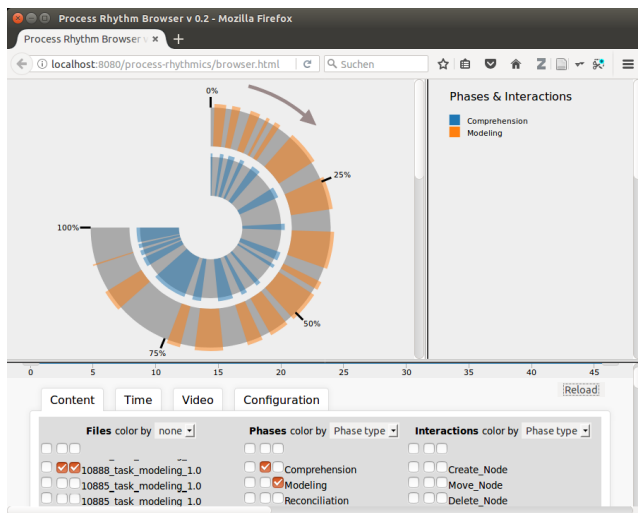 Process Rhythm Browser v 0.2 - Mozilla Firefox
Process Rhythm Browser v ×
localhost:8080/process-rhythmics/browser.html
Suchen
0%
25%
50%
75%
100%
Phases & Interactions
Comprehension
Modeling
0 5 10 15 20 25 30 35 40 45
Reload
Content Time Video Configuration
Files color by none
Phases color by Phase type
Interactions color by Phase type
10888_task_modeling_1.0
Comprehension
Create_Node
10885_task_modeling_1.0
Modeling
Move_Node
10885_task_modeling_1.0
Reconciliation
Delete_Node